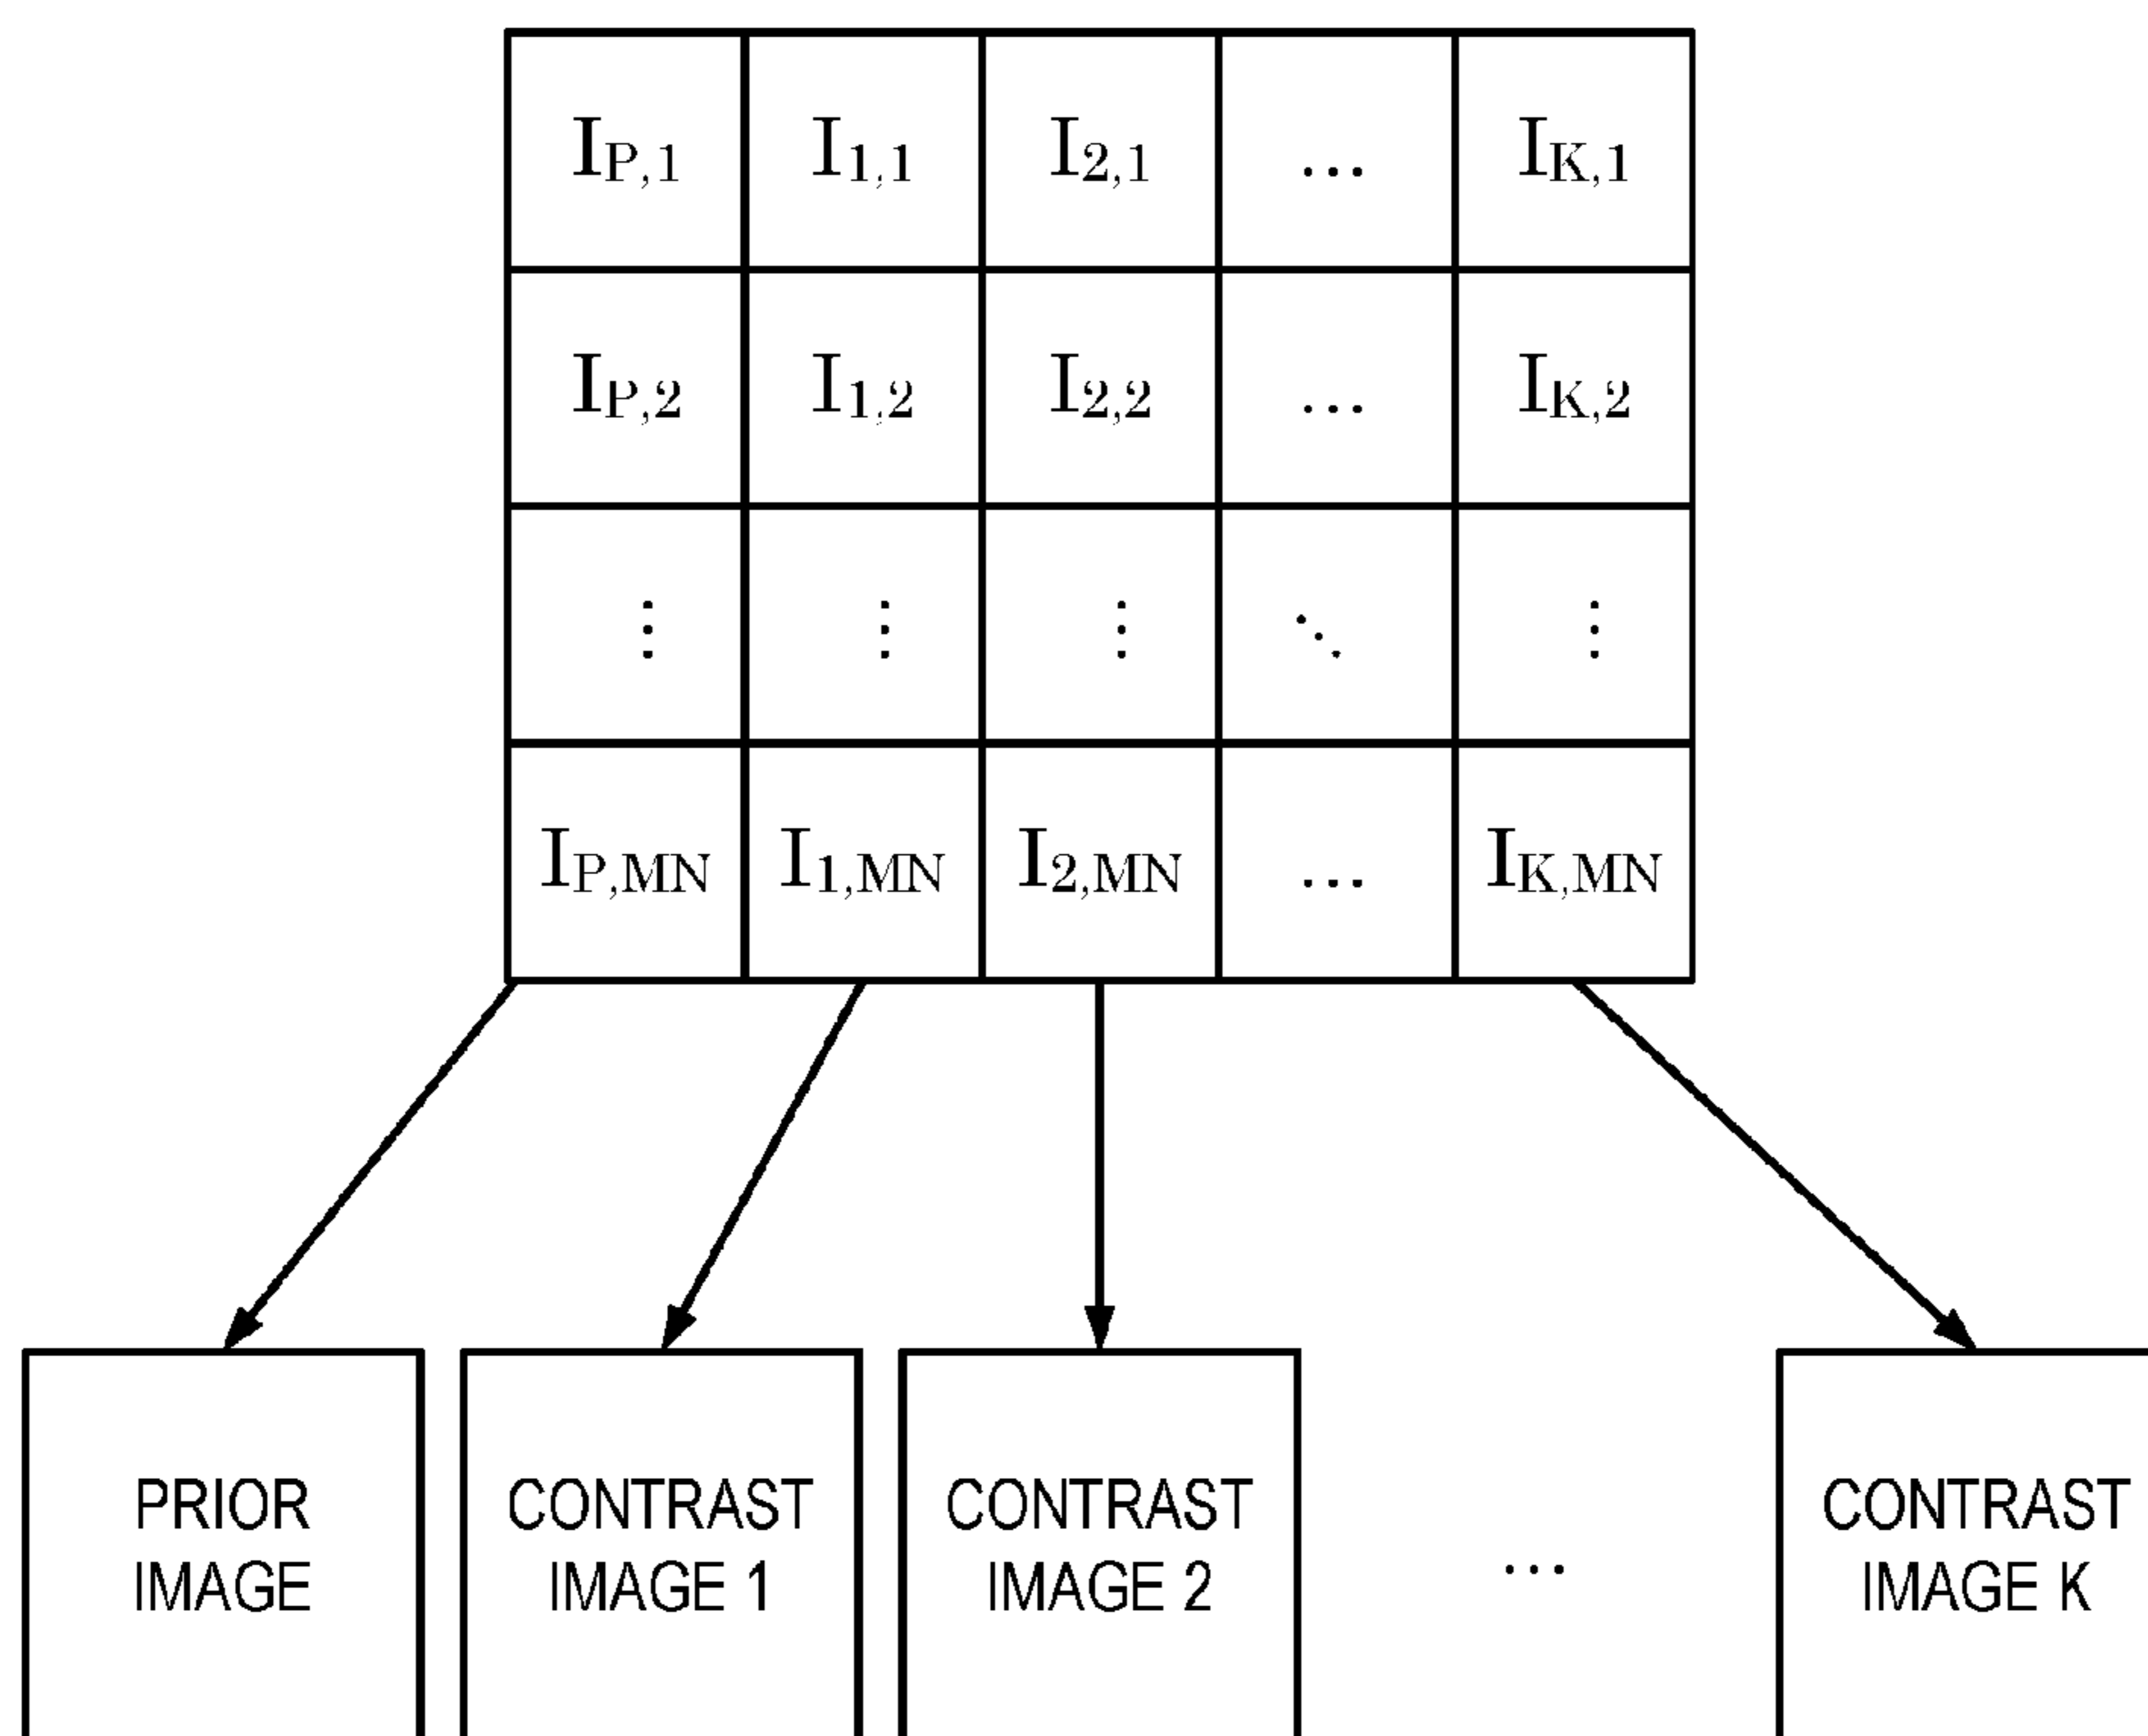 I_{P,1} I_{1,1} I_{2,1} ... I_{K,1}
I_{P,2} I_{1,2} I_{2,2} ... I_{K,2}
⋮ ⋮ ⋮ ⋱ ⋮
I_{P,MN} I_{1,MN} I_{2,MN} ... I_{K,MN}
PRIOR
IMAGE
CONTRAST
IMAGE 1
CONTRAST
IMAGE 2
...
CONTRAST
IMAGE K